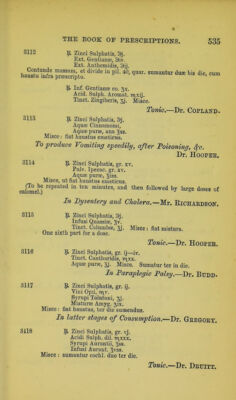 THE BOOK OF PRESCRIPTIONS. 535
3112 ℞ Zinci Sulphatis, ℈j.
Ext. Gentianæ, ℈iv.
Ext. Anthemidis, ℈ij.
Contunde massam, et divide in pil. 40, quar. sumantur duæ bis die, cum
haustu infra præscripto.
℞ Inf. Gentianæ co. ʒx.
Acid. Sulph. Aromat. ♏xij.
Tinct. Zingiberis, ʒj. Misce.
Tonic.—Dr. COPLAND.
3113 ℞ Zinci Sulphatis, ℈j.
Aquæ Cinnamomi,
Aquæ puræ, ana ℥ss.
Misce: fiat haustus emeticus.
To produce Vomiting speedily, after Poisoning, &c.
Dr. HOOPER.
3114 ℞ Zinci Sulphatis, gr. xv.
Pulv. Ipecac. gr. xv.
Aquæ puræ, ℥iss.
Misce, ut fiat haustus emeticus.
(To be repeated in ten minutes, and then followed by large doses of
calomel.)
In Dysentery and Cholera.—Mr. RICHARDSON.
3115 ℞ Zinci Sulphatis, ℈j.
Infusi Quassiæ, ℥v.
Tinct. Columbæ, ℥j. Misce: fiat mistura.
One sixth part for a dose.
Tonic.—Dr. HOOPER.
3116 ℞ Zinci Sulphatis, gr. ij—iv.
Tinct. Cantharidis, ♏xx.
Aquæ puræ, ℥j. Misce. Sumatur ter in die.
In Paraplegic Palsy.—Dr. BUDD.
3117 ℞ Zinci Sulphatis, gr. ij.
Vini Opii, ♏v.
Syrupi Tolutani, ʒj.
Misturæ Amyg. ℥ix.
Misce: fiat haustus, ter die sumendus.
In latter stages of Consumption.—Dr. GREGORY.
3118 ℞ Zinci Sulphatis, gr. vj.
Acidi Sulph. dil. ♏xxx.
Syrupi Aurantii, ℥ss.
Infusi Aurant. ℥vss.
Misce: sumantur cochl. duo ter die.
Tonic.—Dr. DRUITT.